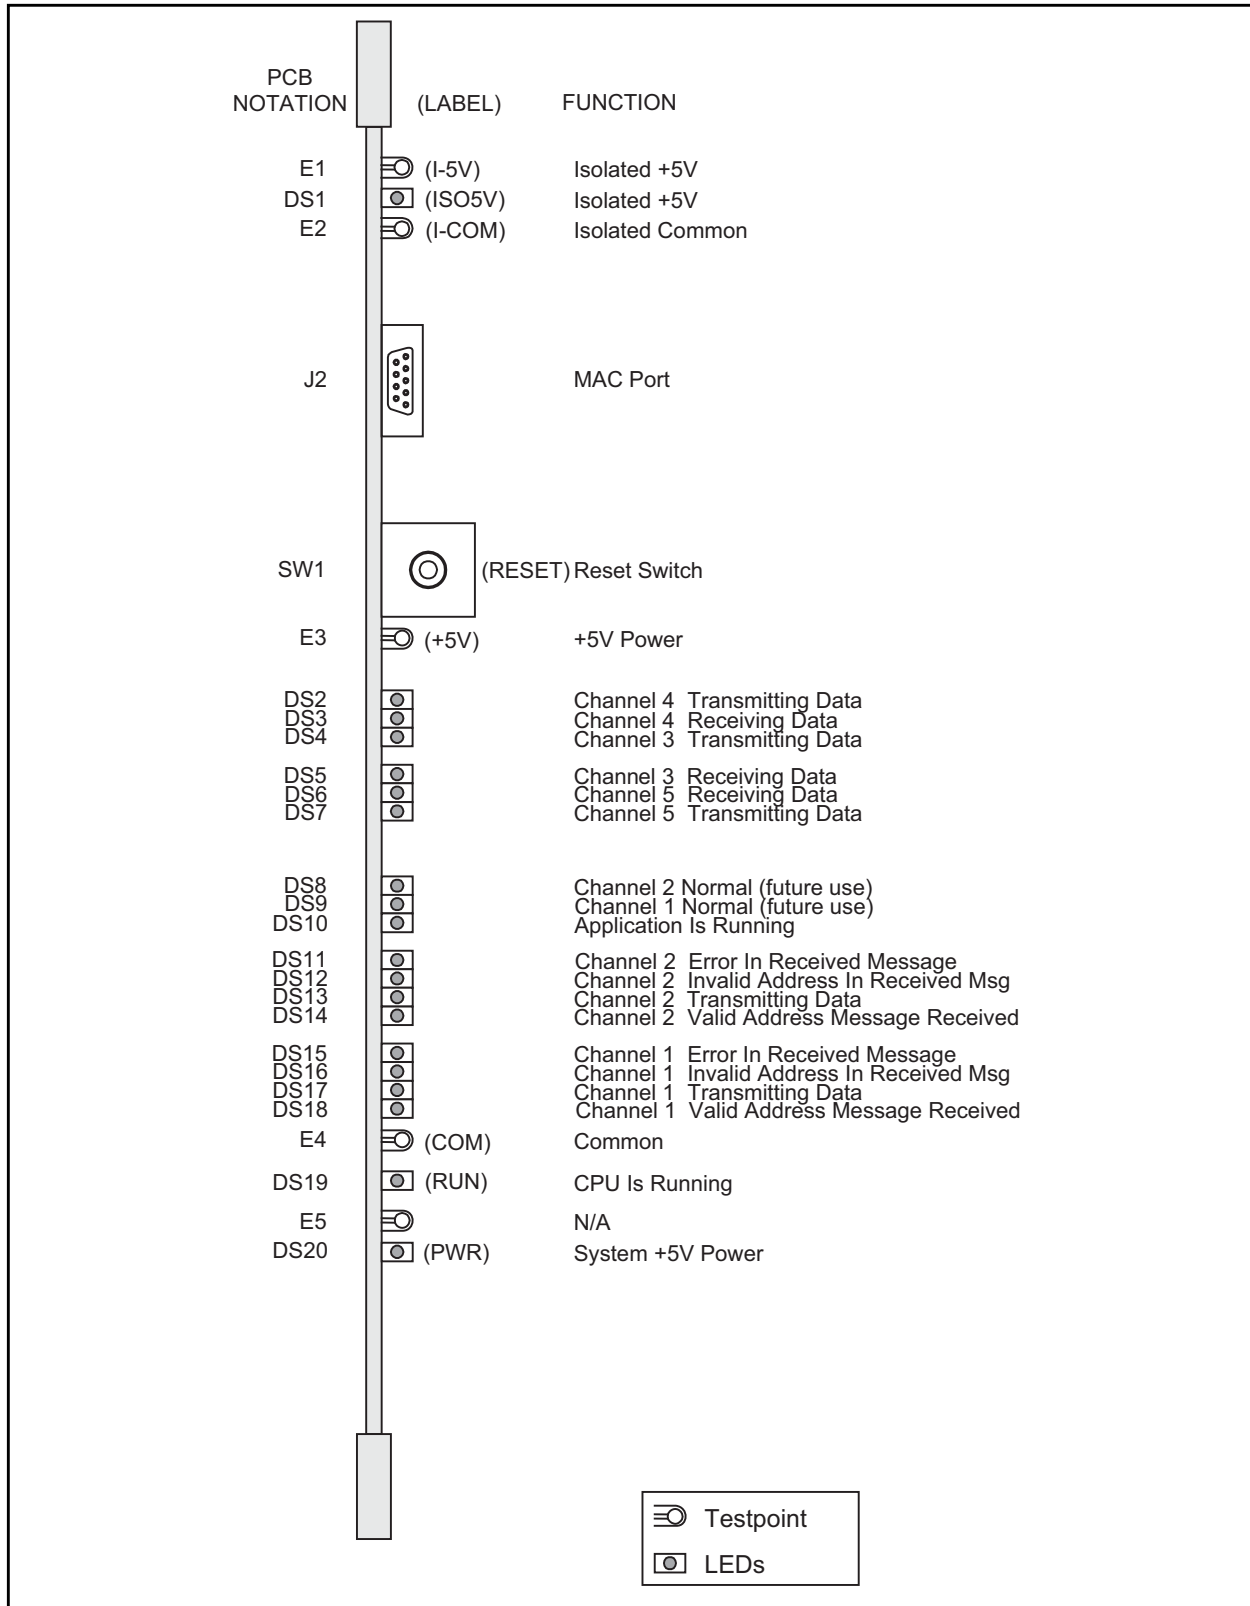 PCB
NOTATION (LABEL) FUNCTION
E1 (I-5V) Isolated +5V
DS1 (ISO5V) Isolated +5V
E2 (I-COM) Isolated Common
J2 MAC Port
SW1 (RESET) Reset Switch
E3 (+5V) +5V Power
DS2 Channel 4 Transmitting Data
DS3 Channel 4 Receiving Data
DS4 Channel 3 Transmitting Data
DS5 Channel 3 Receiving Data
DS6 Channel 5 Receiving Data
DS7 Channel 5 Transmitting Data
DS8 Channel 2 Normal (future use)
DS9 Channel 1 Normal (future use)
DS10 Application Is Running
DS11 Channel 2 Error In Received Message
DS12 Channel 2 Invalid Address In Received Msg
DS13 Channel 2 Transmitting Data
DS14 Channel 2 Valid Address Message Received
DS15 Channel 1 Error In Received Message
DS16 Channel 1 Invalid Address In Received Msg
DS17 Channel 1 Transmitting Data
DS18 Channel 1 Valid Address Message Received
E4 (COM) Common
DS19 (RUN) CPU Is Running
E5 N/A
DS20 (PWR) System +5V Power
Testpoint
LEDs